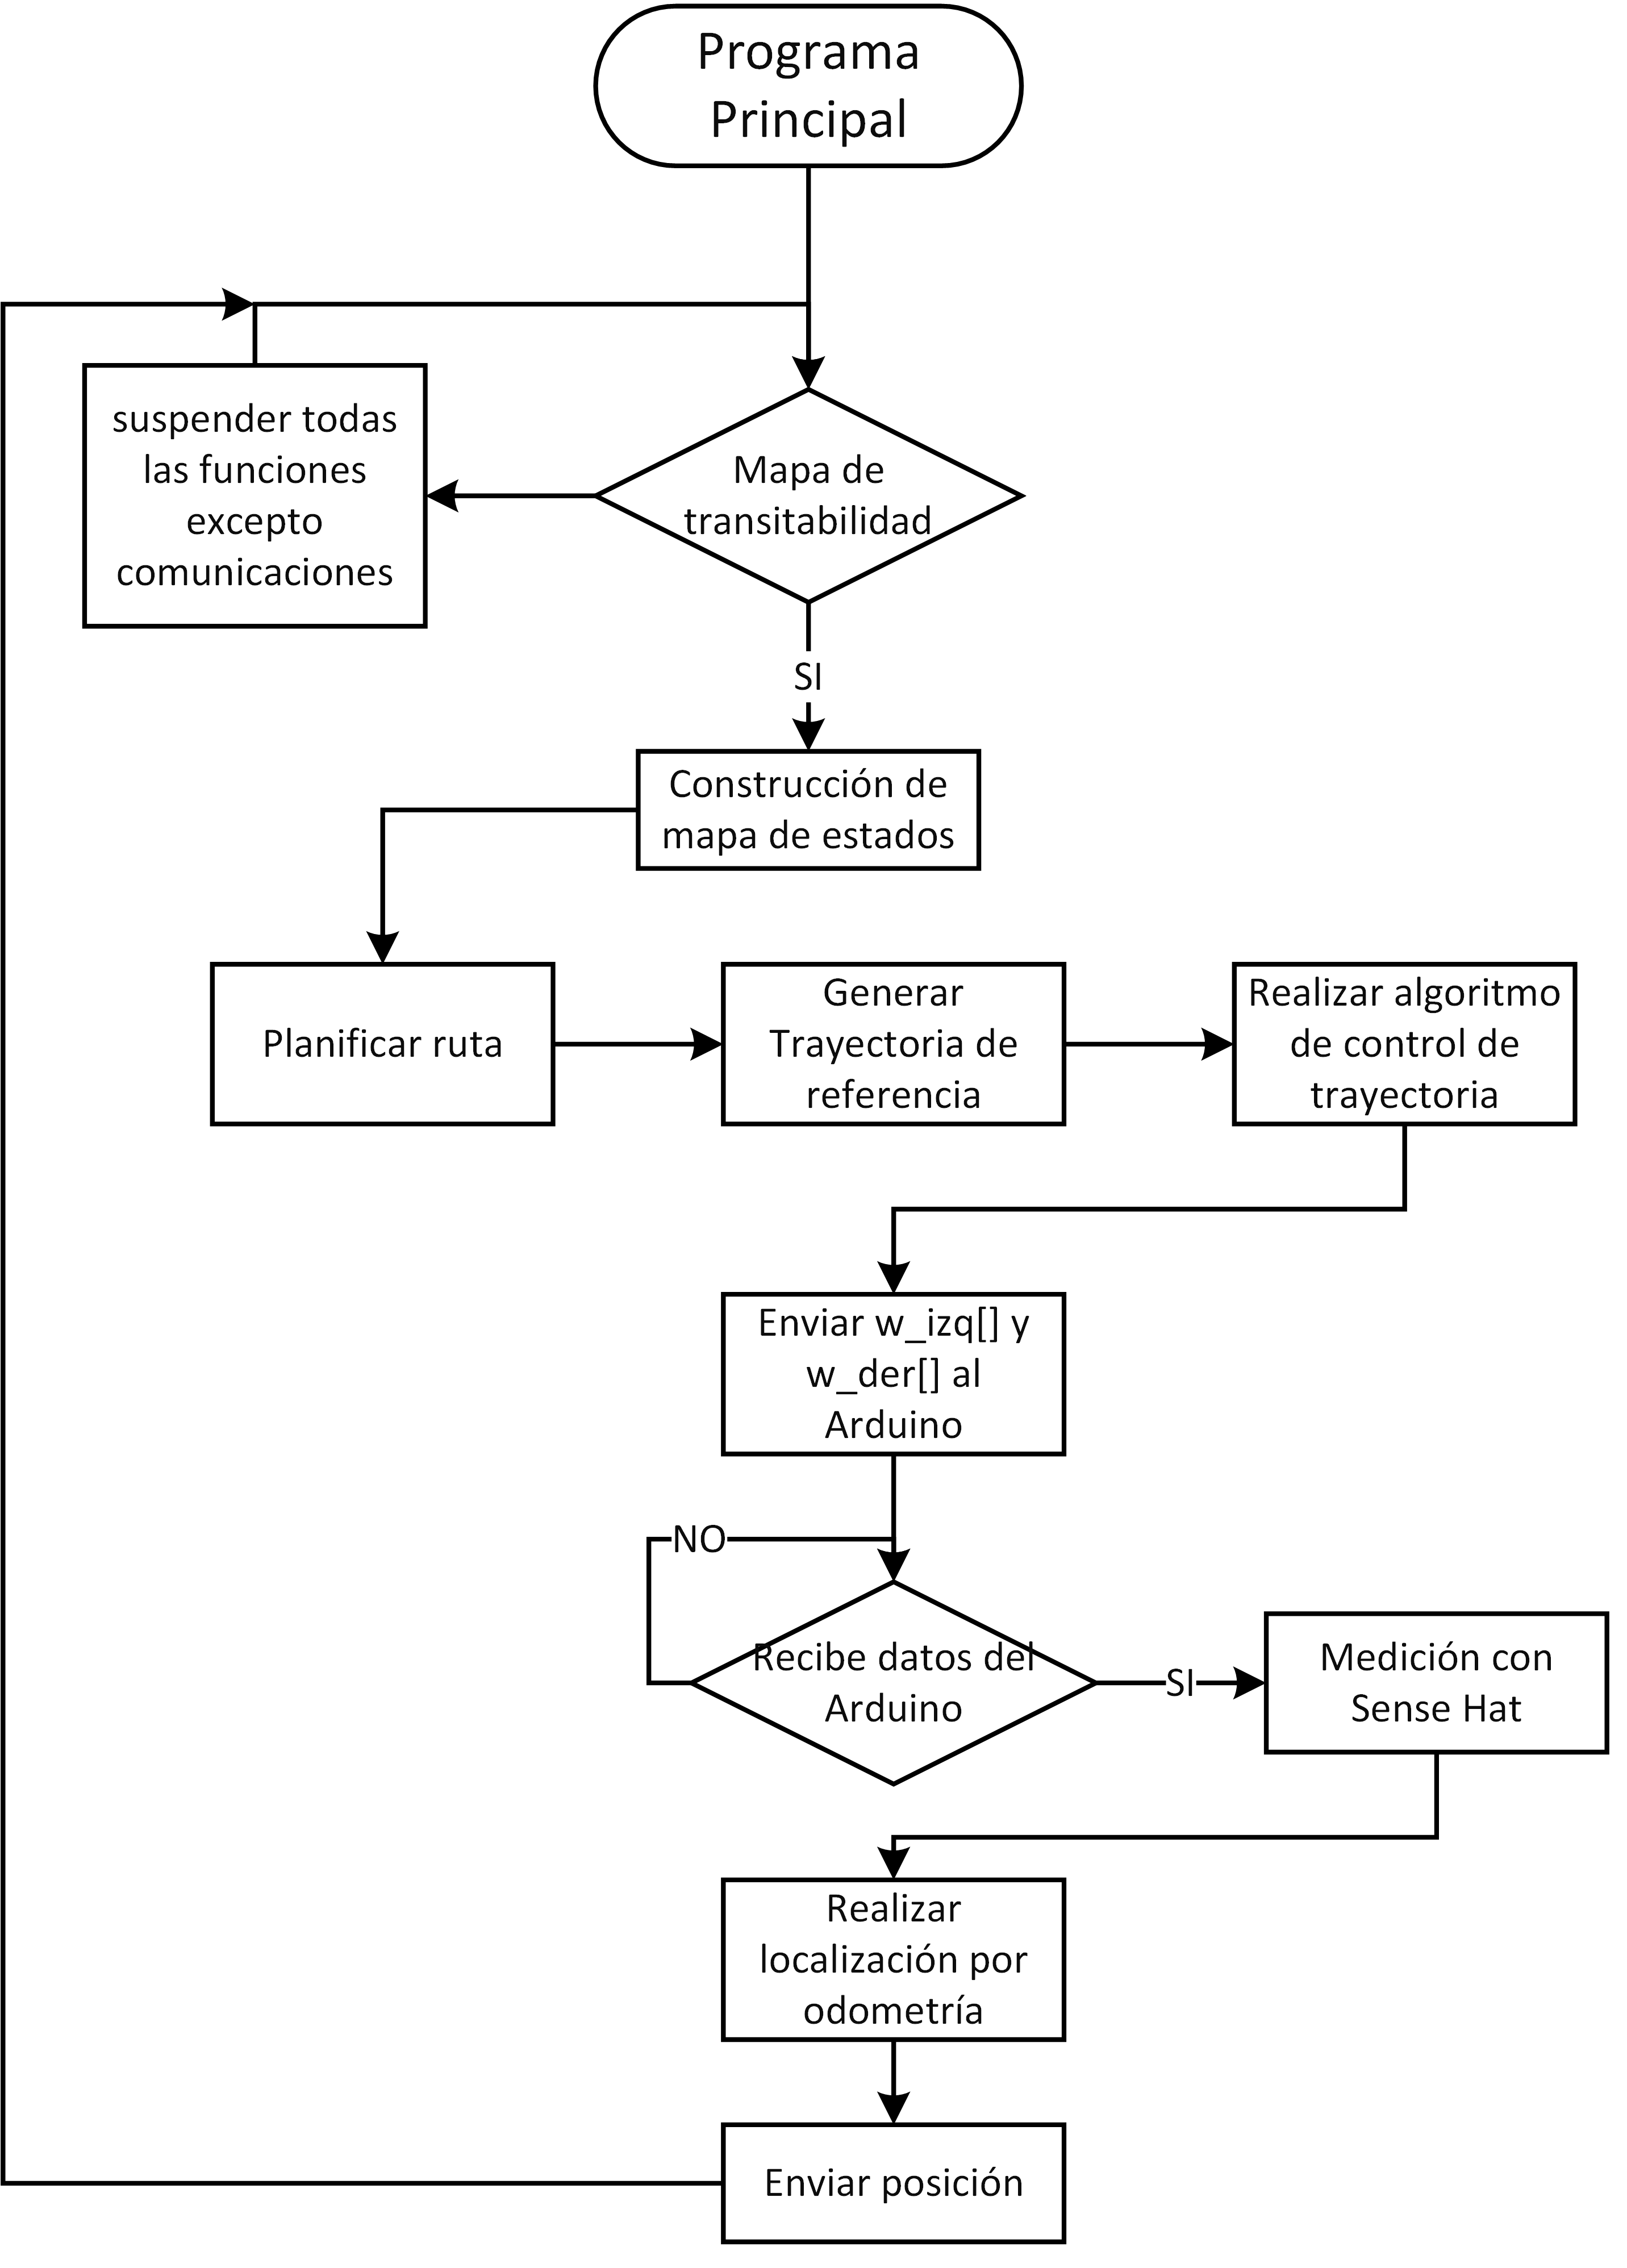 Programa
Principal
suspender todas
las funciones
excepto
comunicaciones
Mapa de
transitabilidad
SI
Construcción de
mapa de estados
Planificar ruta
Generar
Trayectoria de
referencia
Realizar algoritmo
de control de
trayectoria
Enviar w_izq[] y
w_der[] al
Arduino
NO
Recibe datos del
Arduino
SI
Medición con
Sense Hat
Realizar
localización por
odometría
Enviar posición